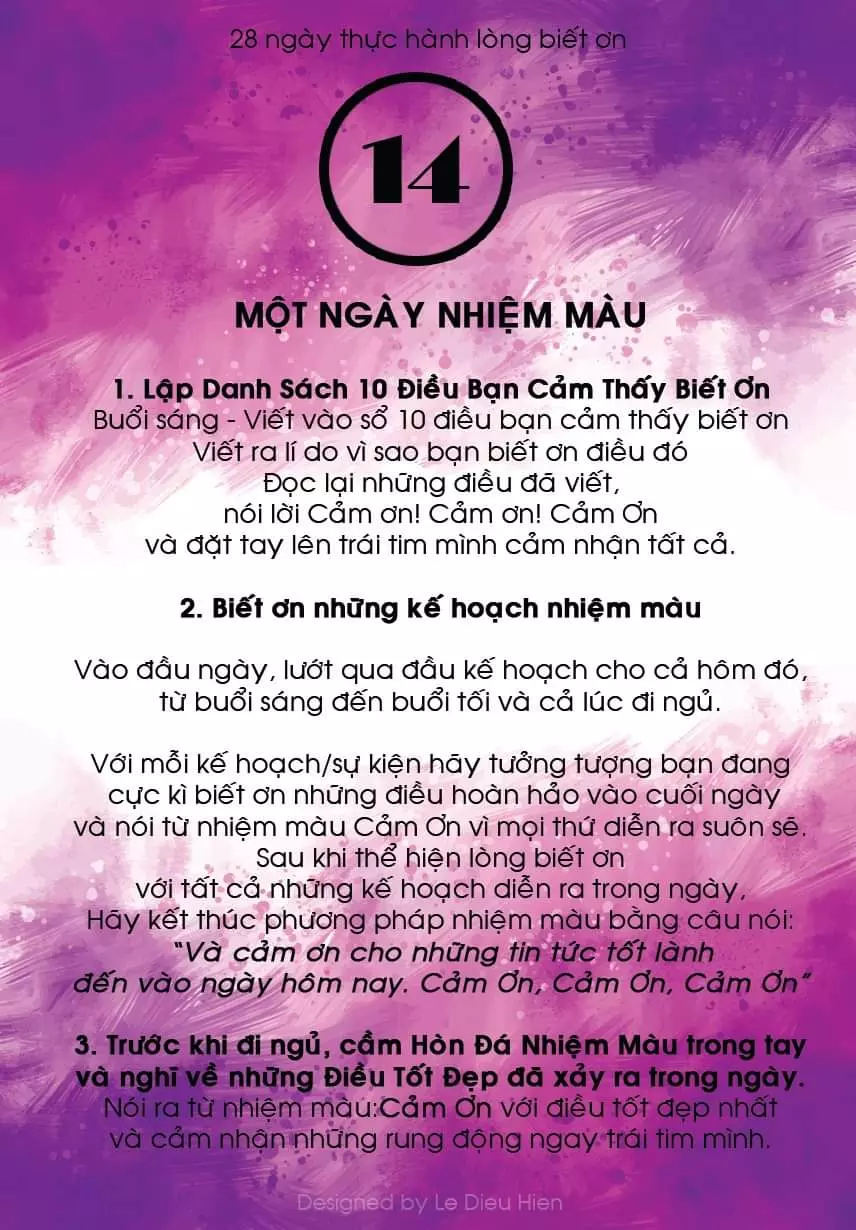 28 ngày thực hành lòng biết ơn
14
MỘT NGÀY NHIỆM MÀU
1. Lập Danh Sách 10 Điều Bạn Cảm Thấy Biết Ơn
Buổi sáng - Viết vào sổ 10 điều bạn cảm thấy biết ơn
Viết ra lí do vì sao bạn biết ơn điều đó
Đọc lại những điều đã viết,
nói lời Cảm ơn! Cảm ơn! Cảm Ơn
và đặt tay lên trái tim mình cảm nhận tất cả.
2. Biết ơn những kế hoạch nhiệm màu
Vào đầu ngày, lướt qua đầu kế hoạch cho cả hôm đó,
từ buổi sáng đến buổi tối và cả lúc đi ngủ.
Với mỗi kế hoạch/sự kiện hãy tưởng tượng bạn đang
cực kì biết ơn những điều hoàn hảo vào cuối ngày
và nói từ nhiệm màu Cảm Ơn vì mọi thứ diễn ra suôn sẽ.
Sau khi thể hiện lòng biết ơn
với tất cả những kế hoạch diễn ra trong ngày,
Hãy kết thúc phương pháp nhiệm màu bằng câu nói:
"Và cảm ơn cho những tin tức tốt lành
đến vào ngày hôm nay. Cảm Ơn, Cảm Ơn, Cảm Ơn"
3. Trước khi đi ngủ, cầm Hòn Đá Nhiệm Màu trong tay
và nghĩ về những Điều Tốt Đẹp đã xảy ra trong ngày.
Nói ra từ nhiệm màu:Cảm Ơn với điều tốt đẹp nhất
và cảm nhận những rung động ngay trái tim mình.
Designed by Le Dieu Hien